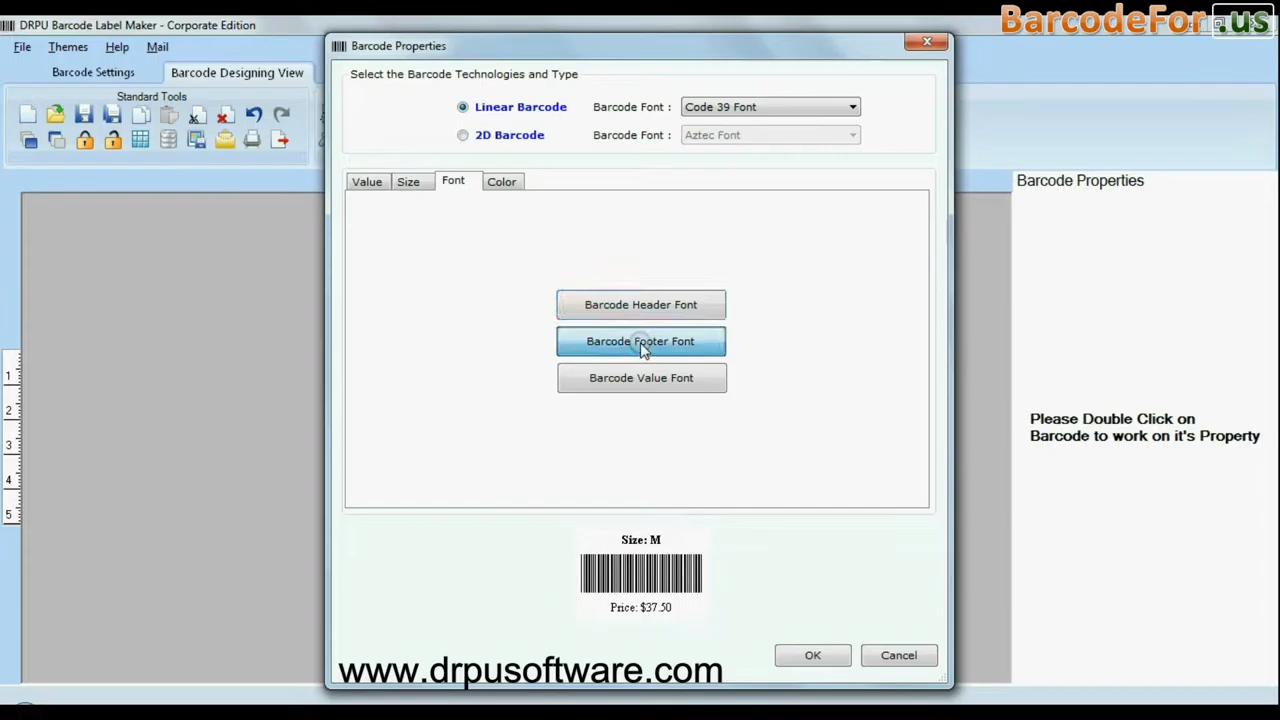 DRPU Barcode Label Maker - Corporate Edition
BarcodeFor.us
File Themes Help Mail
Barcode Settings Barcode Designing View
Standard Tools
Barcode Properties
Select the Barcode Technologies and Type
Linear Barcode Barcode Font : Code 39 Font
2D Barcode Barcode Font : Aztec Font
Value Size Font Color
Barcode Header Font
Barcode Footer Font
Barcode Value Font
Size: M
Price: $37.50
OK Cancel
www.drpusoftware.com
Barcode Properties
Please Double Click on
Barcode to work on it's Property
1
2
3
4
5